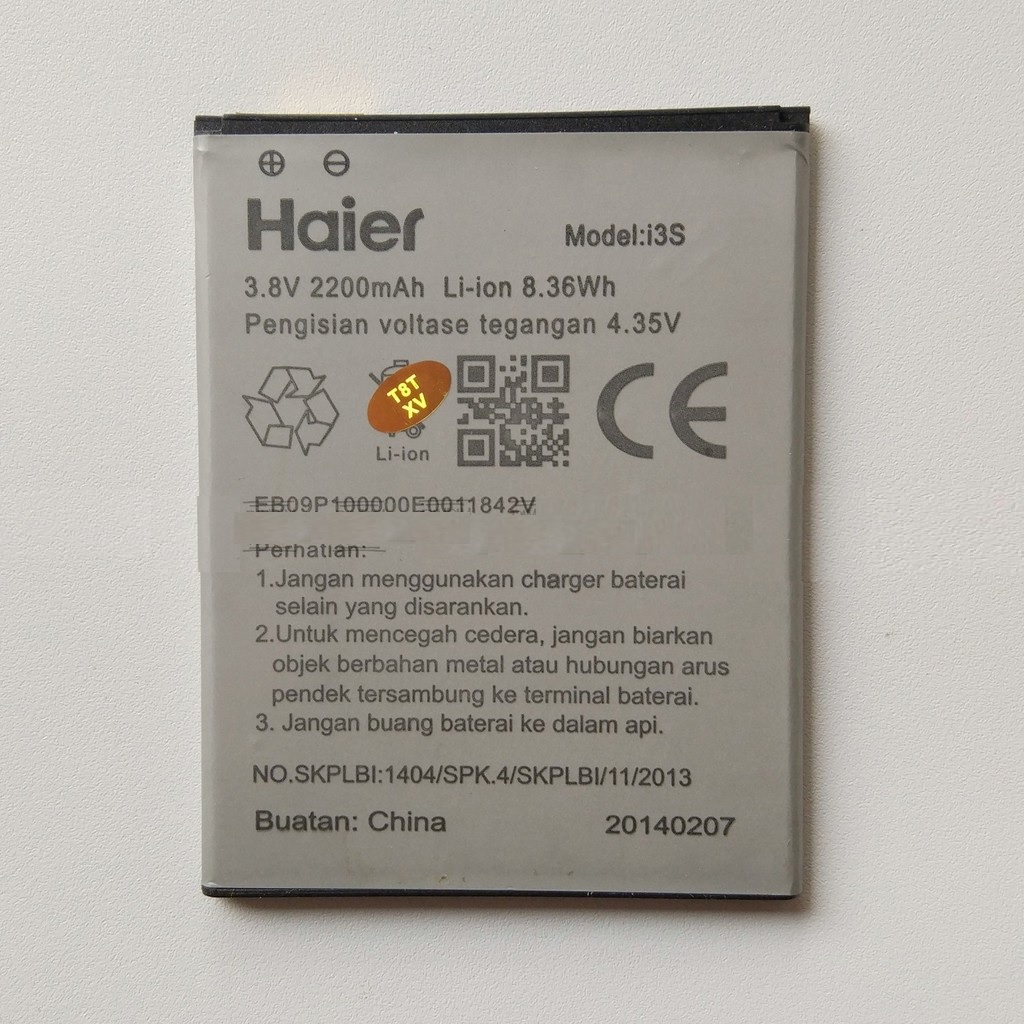 Haier
Model:i3S
3.8V 2200mAh Li-ion 8.36Wh
Pengisian voltase tegangan 4.35V
T8T
XV
Li-ion
EB09P100000E0011842V
Perhatian:
1.Jangan menggunakan charger baterai
selain yang disarankan.
2.Untuk mencegah cedera, jangan biarkan
objek berbahan metal atau hubungan arus
pendek tersambung ke terminal baterai.
3. Jangan buang baterai ke dalam api.
NO.SKPLBI:1404/SPK.4/SKPLBI/11/2013
Buatan: China
20140207